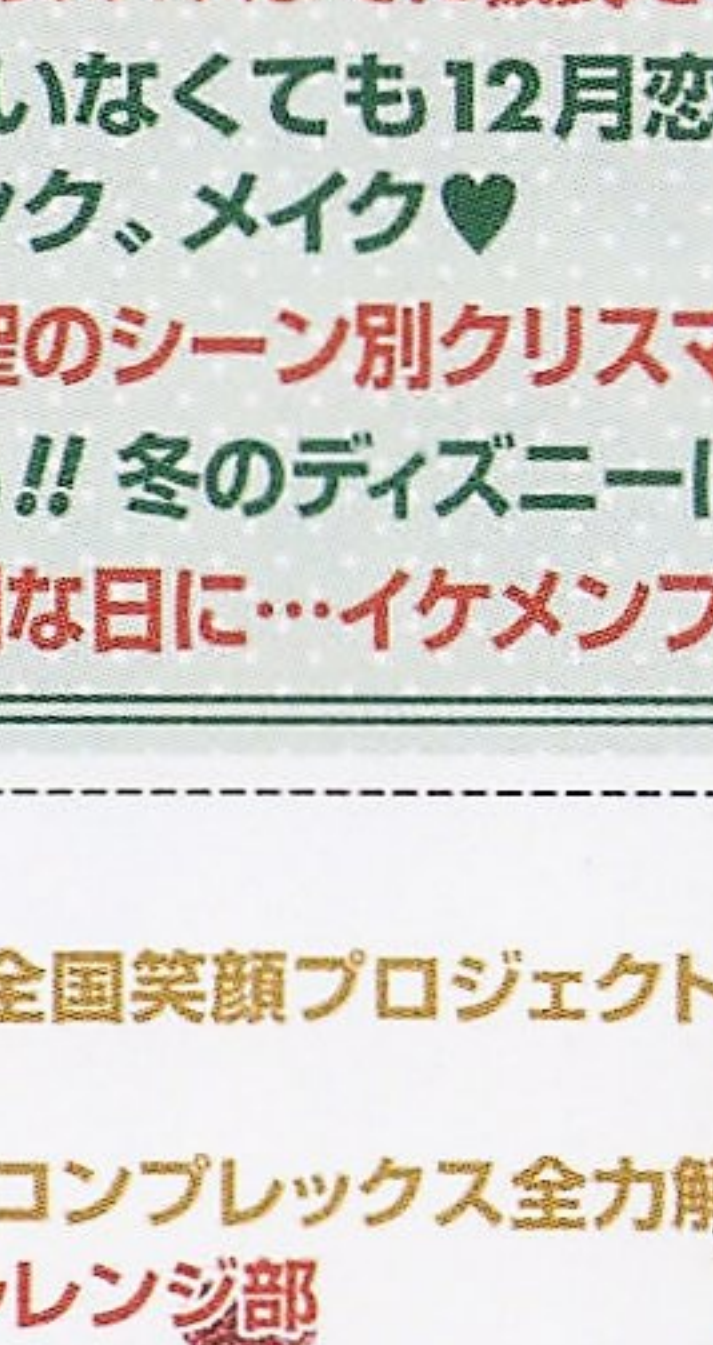 いなくても12月恋
ク〟メイク♥
のシーン別クリスマ
!! 冬のディズニー
な日に…イケメンフ
全国笑顔プロジェクト
コンプレックス全力解
レンジ部